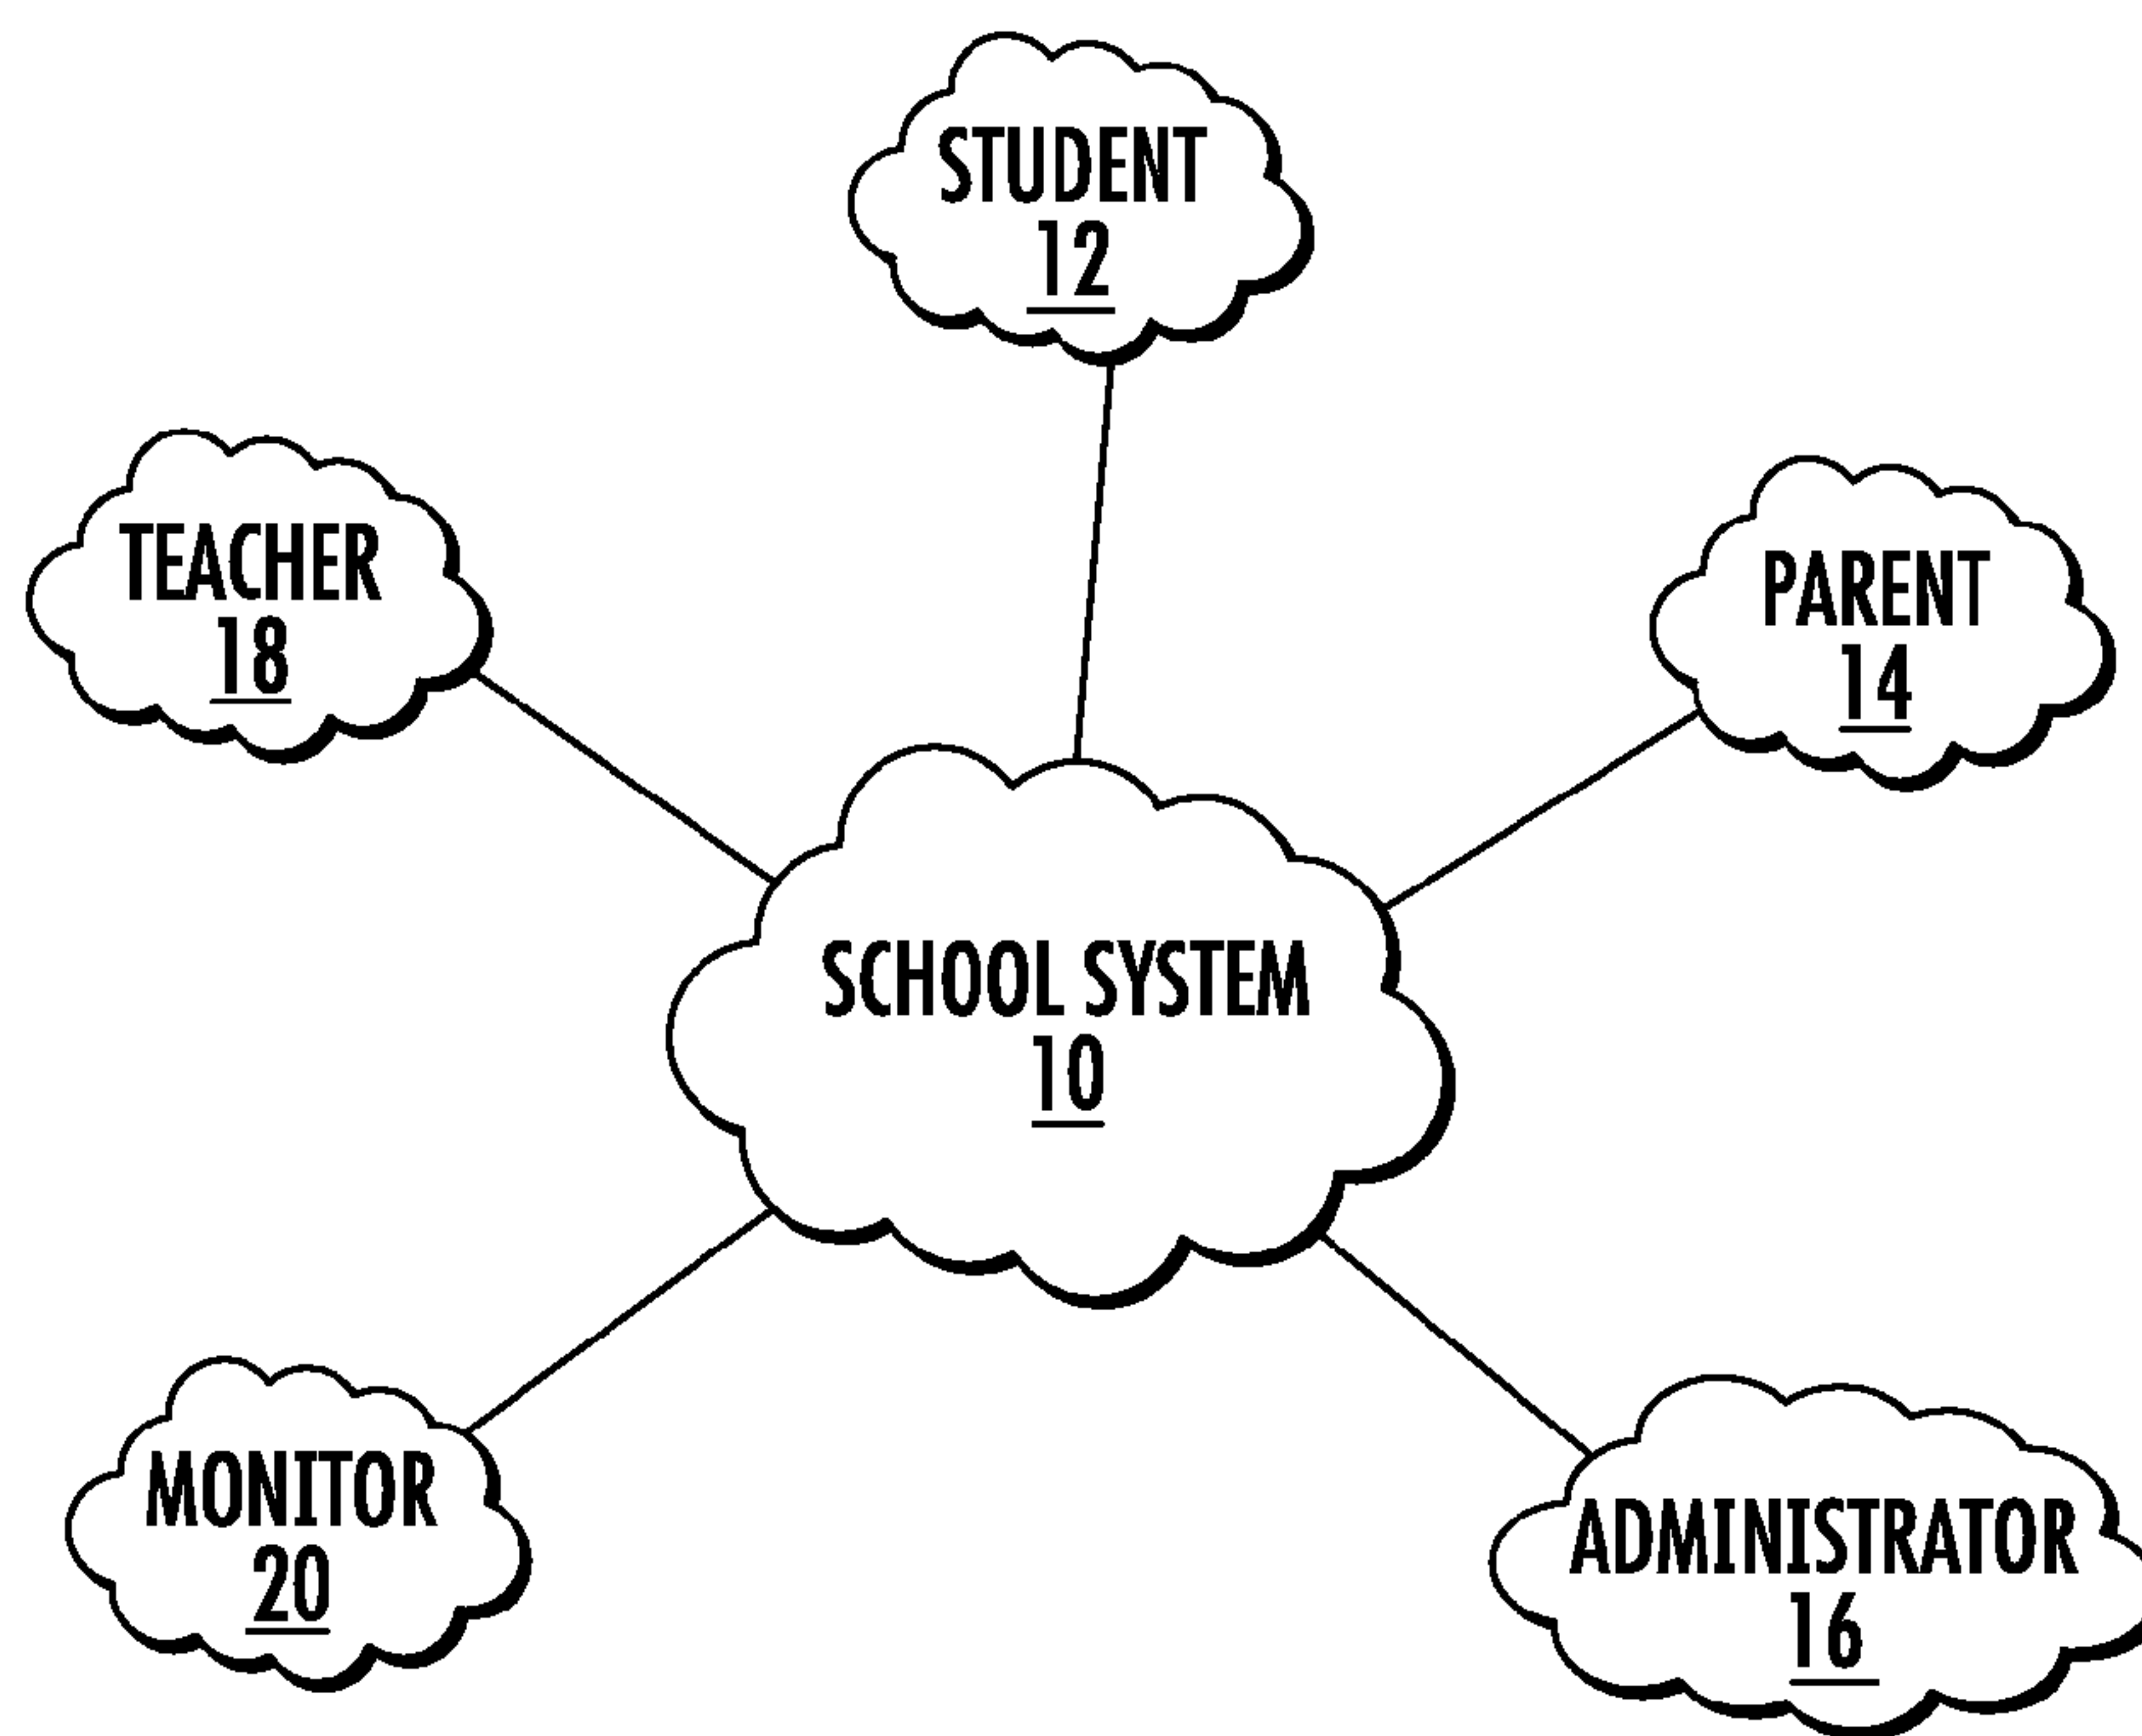 STUDENT
12
TEACHER
18
PARENT
14
SCHOOL SYSTEM
10
MONITOR
20
ADMINISTRATOR
16